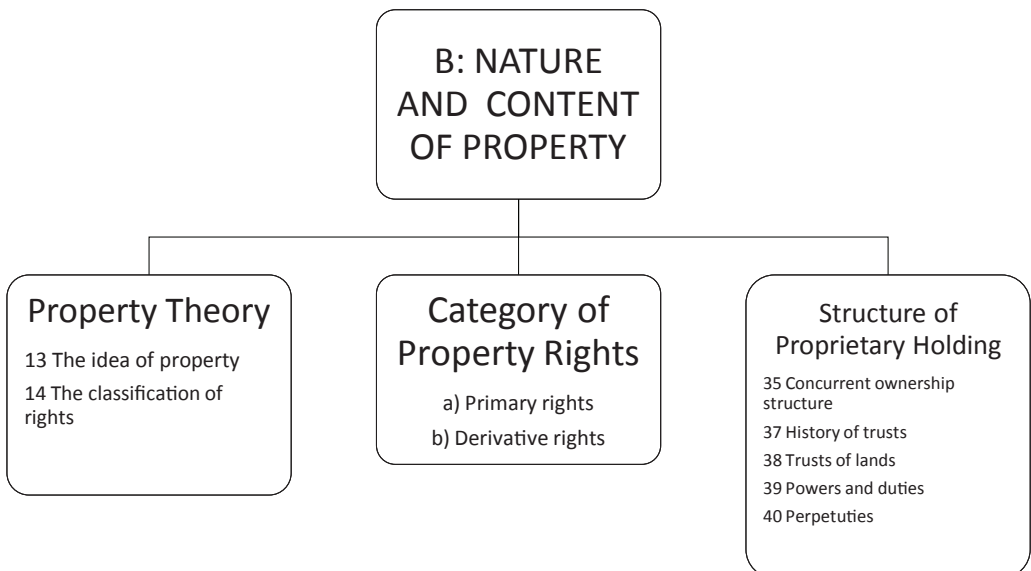 B: NATURE
AND CONTENT
OF PROPERTY
Property Theory
13 The idea of property
14 The classification of
rights
Category of
Property Rights
a) Primary rights
b) Derivative rights
Structure of
Proprietary Holding
35 Concurrent ownership
structure
37 History of trusts
38 Trusts of lands
39 Powers and duties
40 Perpetuties